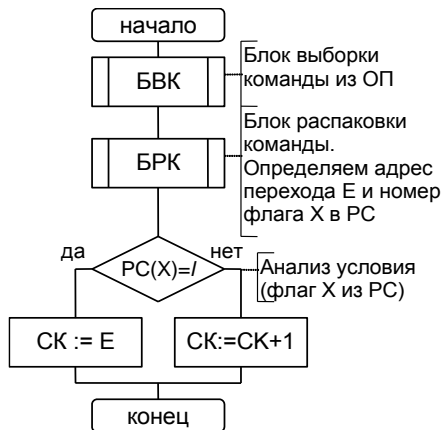 начало
БВК
Блок выборки
команды из ОП
БРК
Блок распаковки
команды.
Определяем адрес
перехода E и номер
флага X в РС
да
нет
РС(X)=I
Анализ условия
(флаг X из РС)
СК := E
СК:=СК+1
конец